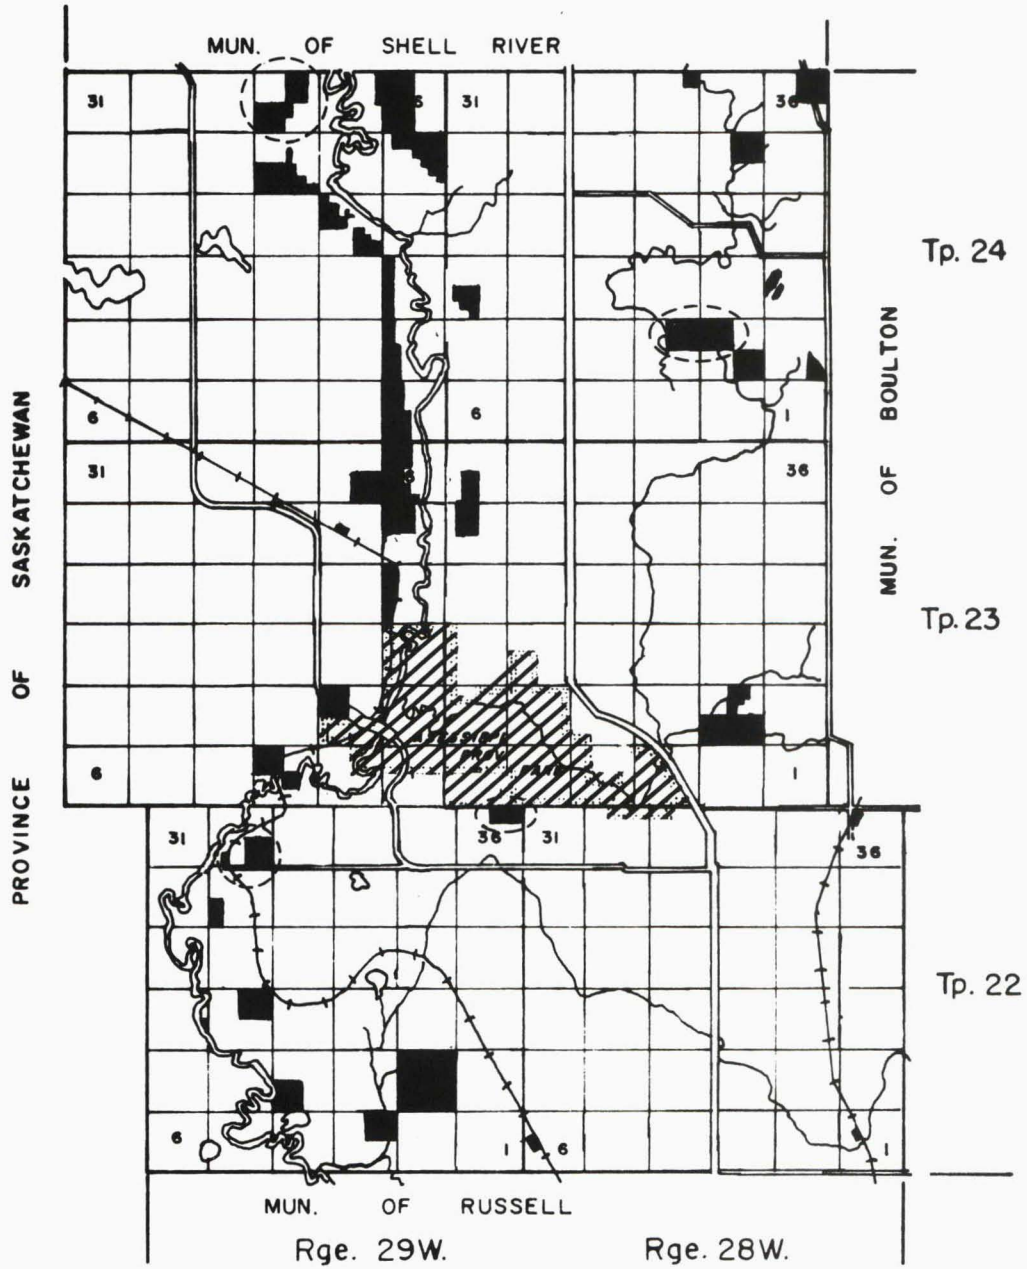 MUN. OF SHELL RIVER
31
6
31
36
Tp. 24
MUN. OF BOULTON
PROVINCE OF SASKATCHEWAN
6
6
1
31
6
36
Tp. 23
6
1
31
36
31
36
Tp. 22
6
1
6
1
MUN. OF RUSSELL
Rge. 29W.
Rge. 28W.